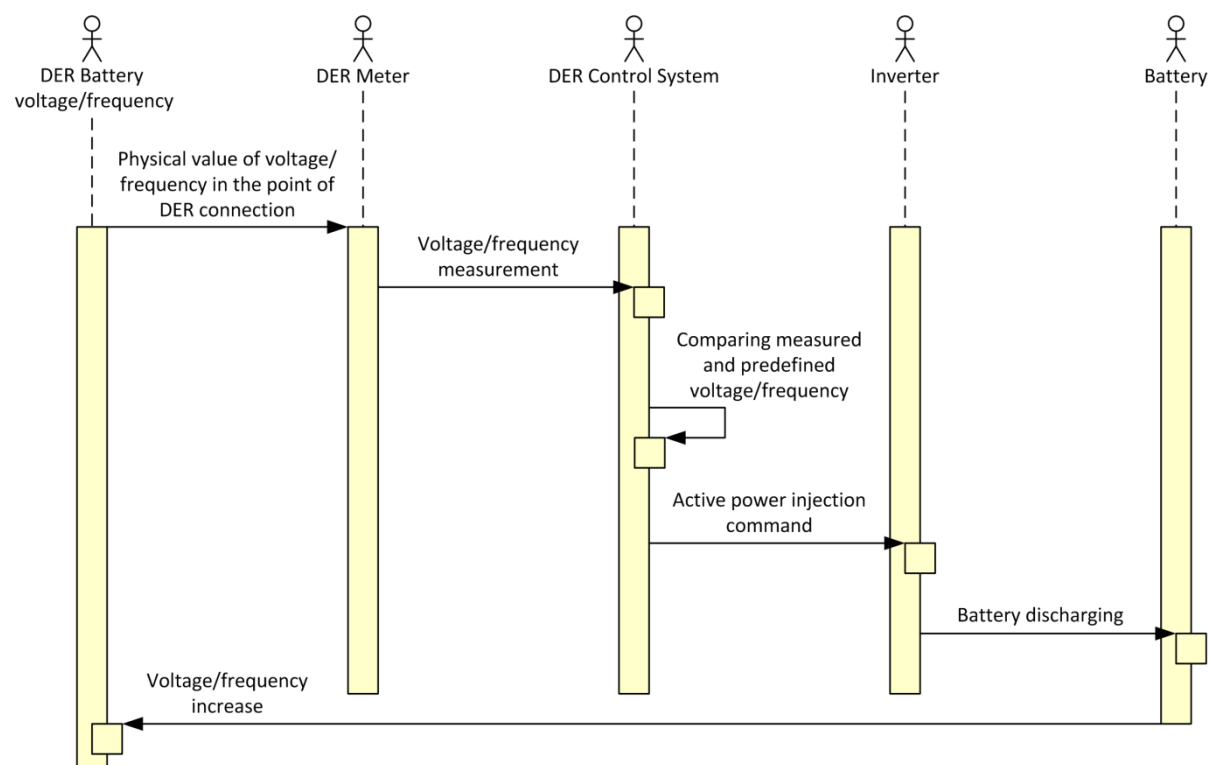 DER Battery
voltage/frequency
DER Meter
DER Control System
Inverter
Battery
Physical value of voltage/
frequency in the point of
DER connection
Voltage/frequency
measurement
Comparing measured
and predefined
voltage/frequency
Active power injection
command
Battery discharging
Voltage/frequency
increase